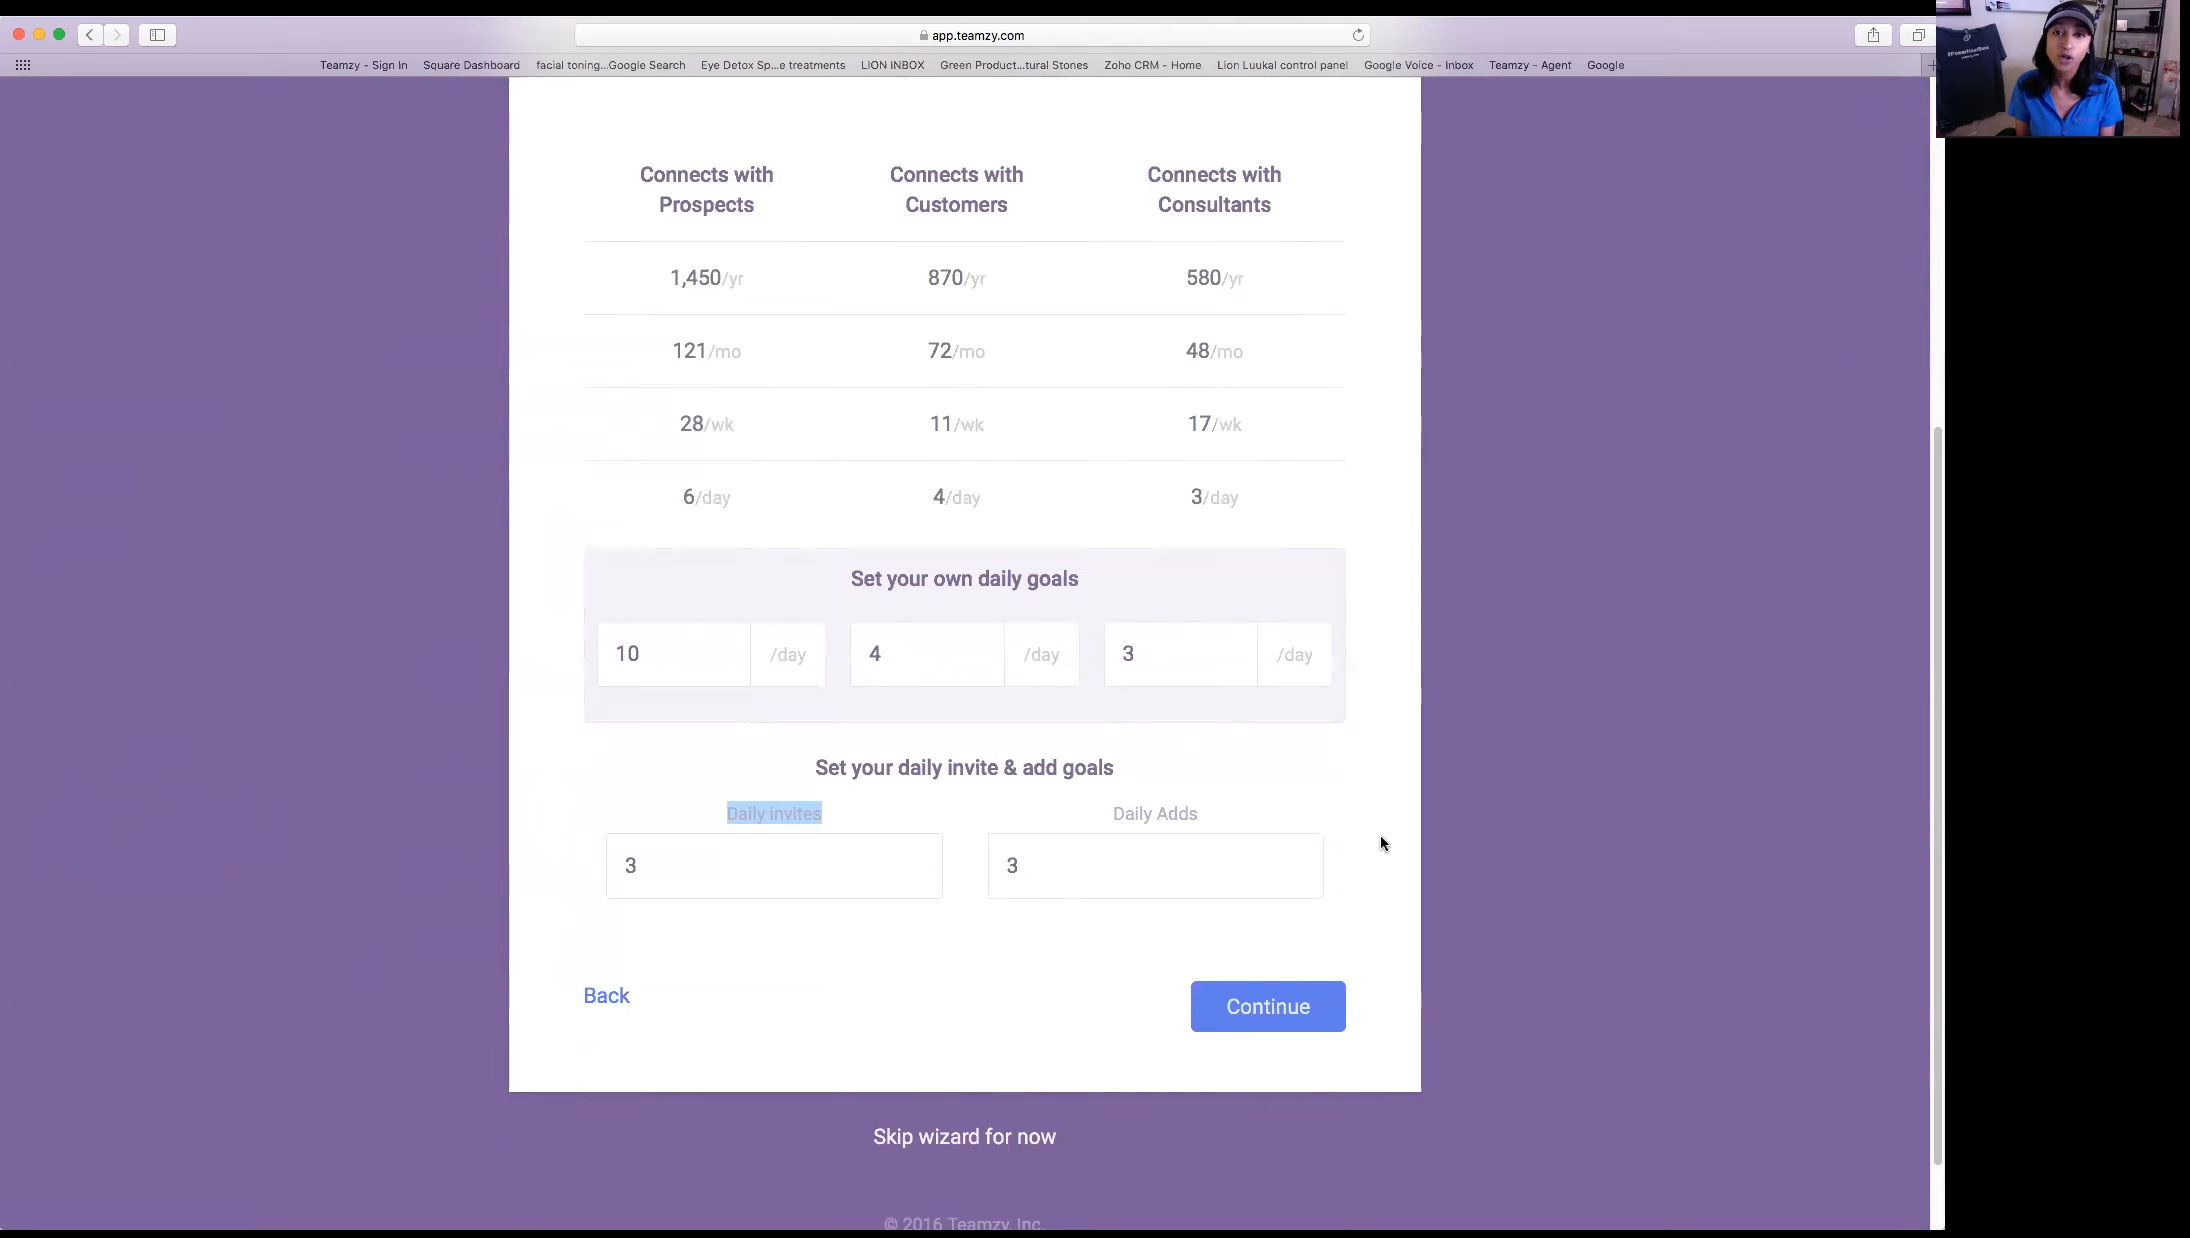 app.teamzy.com
Teamzy - Sign In Square Dashboard facial toning...Google Search Eye Detox Sp...e treatments LION INBOX Green Product...tural Stones Zoho CRM - Home Lion Luukal control panel Google Voice - Inbox Teamzy - Agent Google
Connects with Prospects Connects with Customers Connects with Consultants
1,450/yr 870/yr 580/yr
121/mo 72/mo 48/mo
28/wk 11/wk 17/wk
6/day 4/day 3/day
Set your own daily goals
10 /day 4 /day 3 /day
Set your daily invite & add goals
Daily invites Daily Adds
3 3
Back Continue
Skip wizard for now
© 2016 Teamzy, Inc.